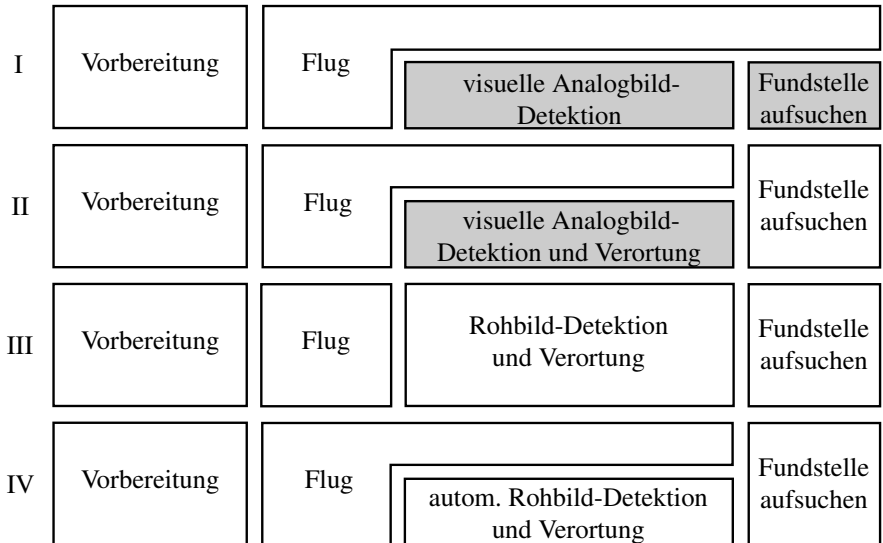 I
Vorbereitung
Flug
visuelle Analogbild-
Detektion
Fundstelle
aufsuchen
II
Vorbereitung
Flug
visuelle Analogbild-
Detektion und Verortung
Fundstelle
aufsuchen
III
Vorbereitung
Flug
Rohbild-Detektion
und Verortung
Fundstelle
aufsuchen
IV
Vorbereitung
Flug
autom. Rohbild-Detektion
und Verortung
Fundstelle
aufsuchen